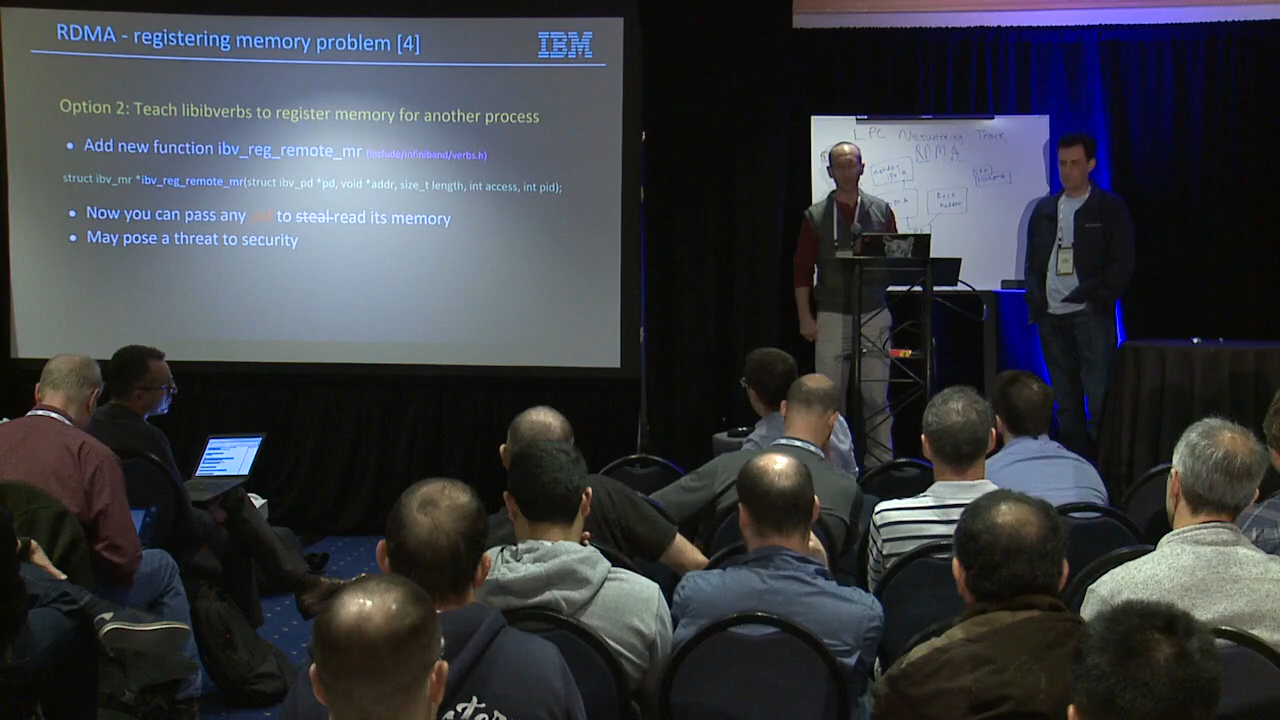 RDMA - registering memory problem [4]
IBM
Option 2: Teach libibverbs to register memory for another process
• Add new function ibv_reg_remote_mr (include/infiniband/verbs.h)
struct ibv_mr *ibv_reg_remote_mr(struct ibv_pd *pd, void *addr, size_t length, int access, int pid);
• Now you can pass any pid to steal read its memory
• May pose a threat to security
LPC Networking Track
RDMA